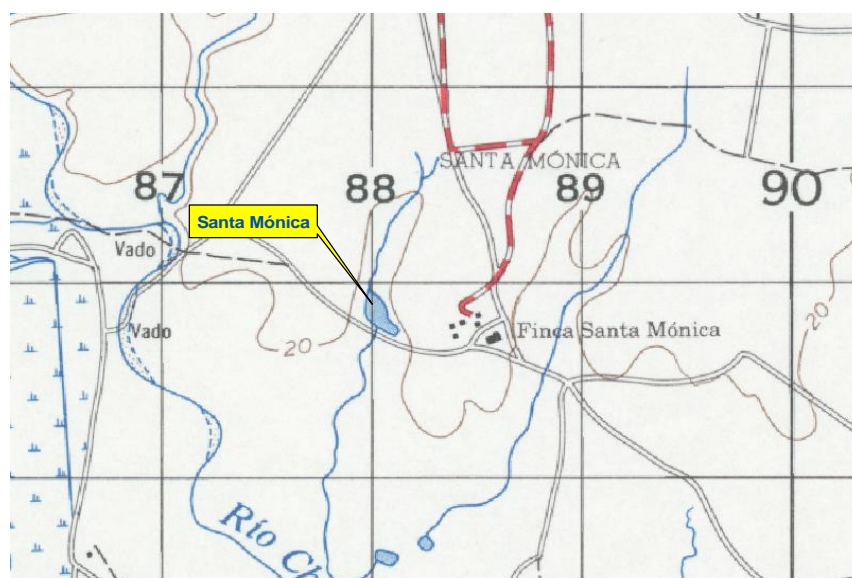 SANTA MÓNICA
87
88
89
90
Santa Mónica
Vado
Vado
20
Finca Santa Mónica
20
Río Ch